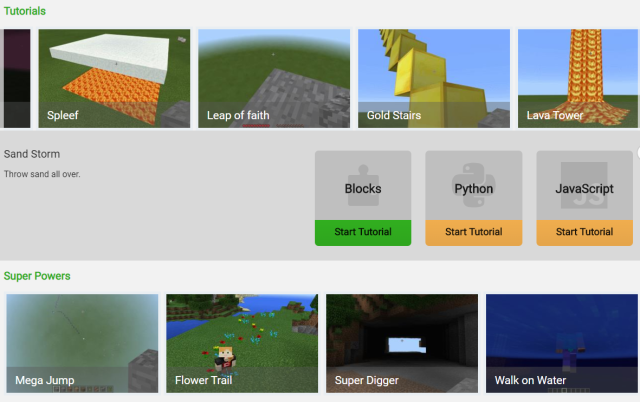 Tutorials
Spleef
Leap of faith
Gold Stairs
Lava Tower
Sand Storm
Throw sand all over.
Blocks
Python
JS
JavaScript
Start Tutorial
Start Tutorial
Start Tutorial
Super Powers
Mega Jump
Flower Trail
Super Digger
Walk on Water